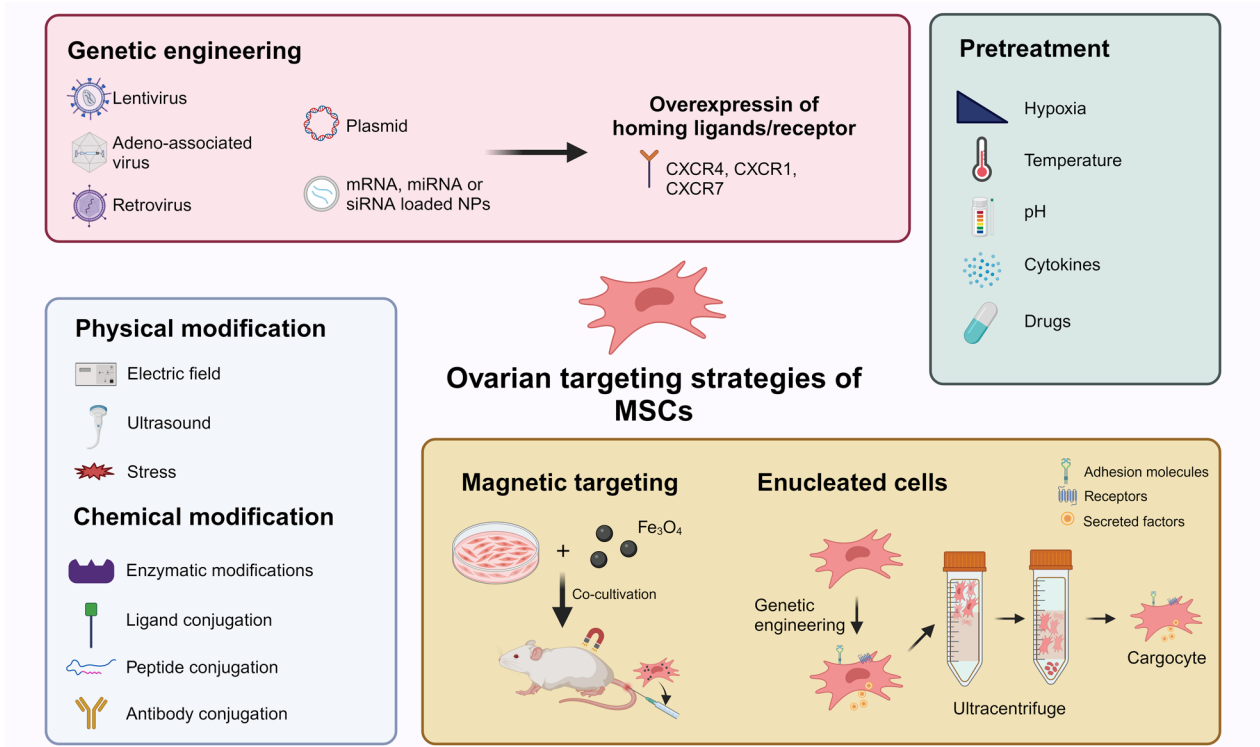 Genetic engineering
Lentivirus
Adeno-associated
virus
Retrovirus
Plasmid
mRNA, miRNA or
siRNA loaded NPs
Overexpressin of
homing ligands/receptor
CXCR4, CXCR1,
CXCR7
Pretreatment
Hypoxia
Temperature
pH
Cytokines
Drugs
Physical modification
Electric field
Ultrasound
Stress
Chemical modification
Enzymatic modifications
Ligand conjugation
Peptide conjugation
Antibody conjugation
Ovarian targeting strategies of
MSCs
Magnetic targeting
+
Fe₃O₄
Co-cultivation
Enucleated cells
Adhesion molecules
Receptors
Secreted factors
Genetic
engineering
Ultracentrifuge
Cargocyte